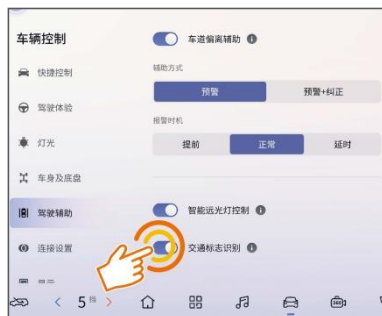 车辆控制
车道偏离辅助
快捷控制
辅助方式
预警 预警+纠正
驾驶体验
报警时机
灯光
提前 正常 延时
车身及底盘
驾驶辅助
智能远光灯控制
连接设置
交通标志识别
5档